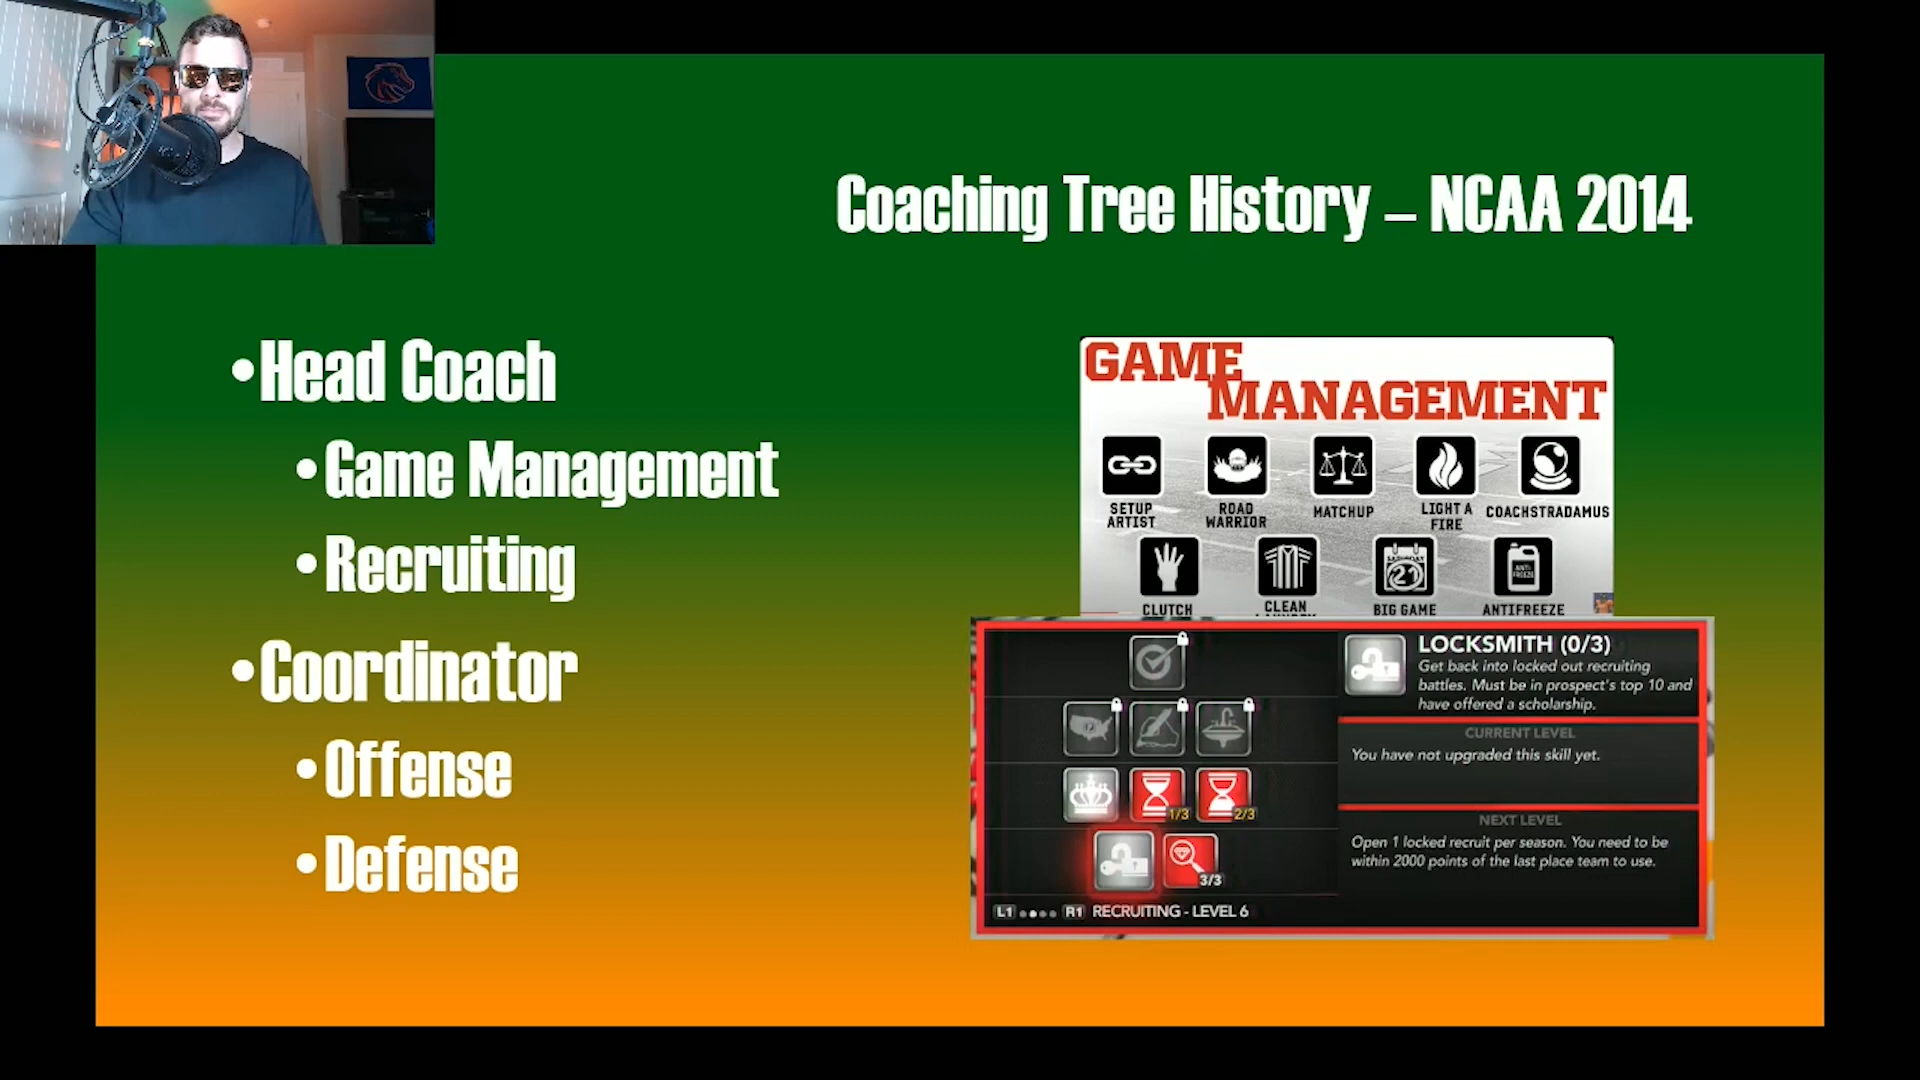 Coaching Tree History – NCAA 2014
•Head Coach
•Game Management
•Recruiting
•Coordinator
•Offense
•Defense
GAME
MANAGEMENT
SETUP
ARTIST
ROAD
WARRIOR
MATCHUP
LIGHT A
FIRE
COACHSTRADAMUS
SATURDAY
21
ANTI-
FREEZE
CLUTCH
CLEAN
BIG GAME
ANTIFREEZE
LOCKSMITH (0/3)
Get back into locked out recruiting
battles. Must be in prospect's top 10 and
have offered a scholarship.
CURRENT LEVEL
You have not upgraded this skill yet.
NEXT LEVEL
Open 1 locked recruit per season. You need to be
within 2000 points of the last place team to use.
1/3
2/3
3/3
L1 R1 RECRUITING - LEVEL 6